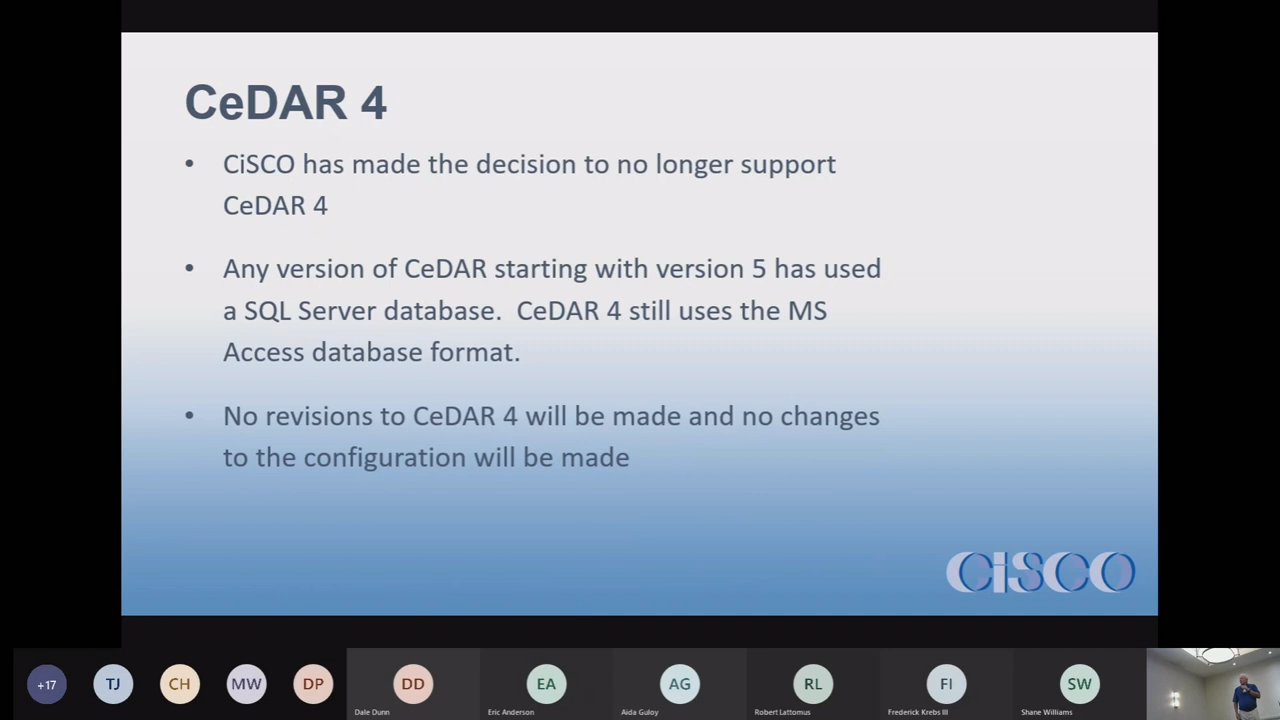 CeDAR 4
• CiSCO has made the decision to no longer support
CeDAR 4
• Any version of CeDAR starting with version 5 has used
a SQL Server database.  CeDAR 4 still uses the MS
Access database format.
• No revisions to CeDAR 4 will be made and no changes
to the configuration will be made
CiSCO
+17
TJ
CH
MW
DP
DD
EA
AG
RL
FI
SW
Dale Dunn
Eric Anderson
Aida Guloy
Robert Lattomus
Frederick Krebs III
Shane Williams